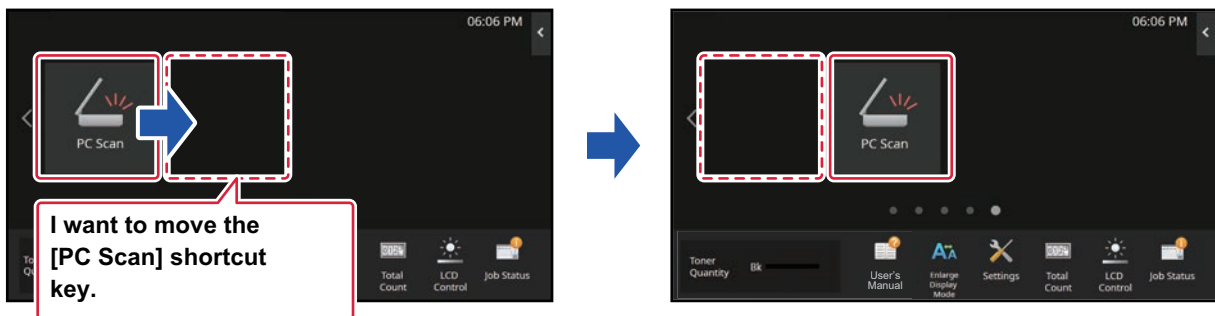 06:06 PM
PC Scan
I want to move the
[PC Scan] shortcut
key.
Total
Count
LCD
Control
Job Status
06:06 PM
PC Scan
Toner
Quantity
Bk
User's
Manual
Enlarge
Display
Mode
Settings
Total
Count
LCD
Control
Job Status